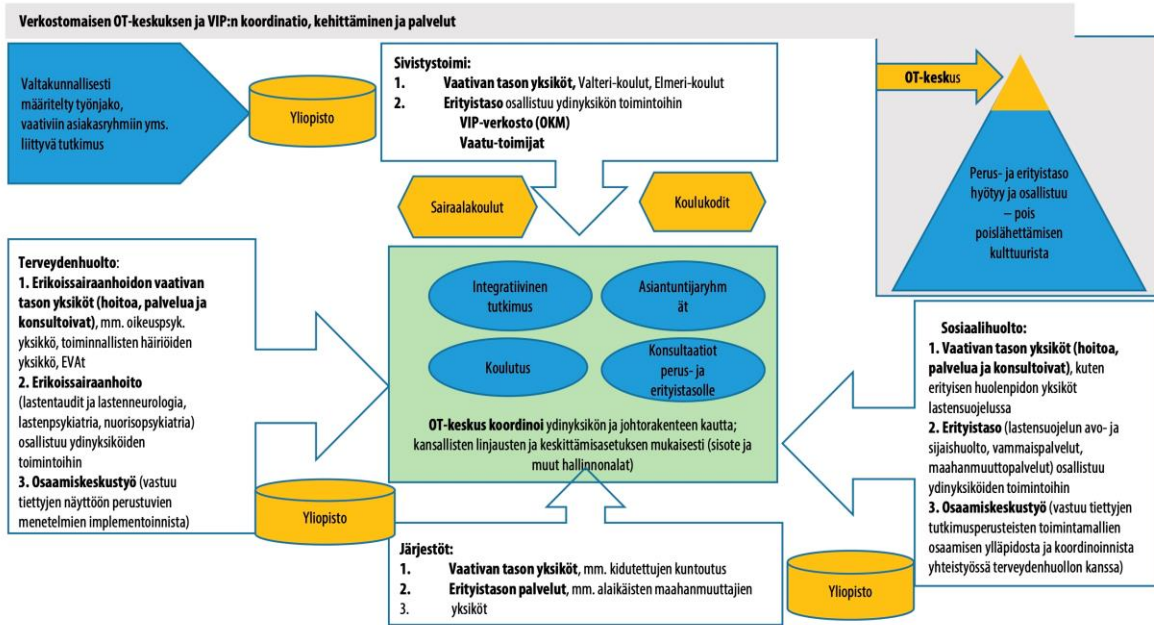 Verkostomaisen OT-keskuksen ja VIP:n koordinatio, kehittäminen ja palvelut
Valtakunnallisesti
määritelty työnjako,
vaativiin asiakasryhmiin yms.
liittyvä tutkimus
Yliopisto
Sivistystoimi:
1. Vaativan tason yksiköt, Valteri-koulut, Elmeri-koulut
2. Erityistaso osallistuu ydinyksikön toimintoihin
VIP-verkosto (OKM)
Vaatu-toimijat
OT-keskus
Perus- ja erityistaso
hyötyy ja osallistuu
– pois
poislähettämisen
kulttuurista
Sairaalakoulut
Koulukodit
Terveydenhuolto:
1. Erikoissairaanhoidon vaativan
tason yksiköt (hoitoa, palvelua ja
konsultoivat), mm. oikeuspsyk.
yksikkö, toiminnallisten häiriöiden
yksikkö, EVAt
2. Erikoissairaanhoito
(lastentaudit ja lastenneurologia,
lastenpsykiatria, nuorisopsykiatria)
osallistuu ydinyksiköiden
toimintoihin
3. Osaamiskeskustyö (vastuu
tiettyjen näyttöön perustuvien
menetelmien implementoinnista)
Yliopisto
Integratiivinen
tutkimus
Asiantuntijaryhm
ät
Koulutus
Konsultaatiot
perus- ja
erityistasolle
OT-keskus koordinoi ydinyksikön ja johtorakenteen kautta;
kansallisten linjausten ja keskittämisasetuksen mukaisesti (sisote ja
muut hallinnonalat)
Sosiaalihuolto:
1. Vaativan tason yksiköt (hoitoa,
palvelua ja konsultoivat), kuten
erityisen huolenpidon yksiköt
lastensuojelussa
2. Erityistaso (lastensuojelun avo- ja
sijaishuolto, vammaispalvelut,
maahanmuuttopalvelut) osallistuu
ydinyksiköiden toimintoihin
3. Osaamiskeskustyö (vastuu tiettyjen
tutkimusperusteisten toimintamallien
osaamisen ylläpidosta ja koordinoinnista
yhteistyössä terveydenhuollon kanssa)
Järjestöt:
1. Vaativan tason yksiköt, mm. kidutettujen kuntoutus
2. Erityistason palvelut, mm. alaikäisten maahanmuuttajien
3. yksiköt
Yliopisto